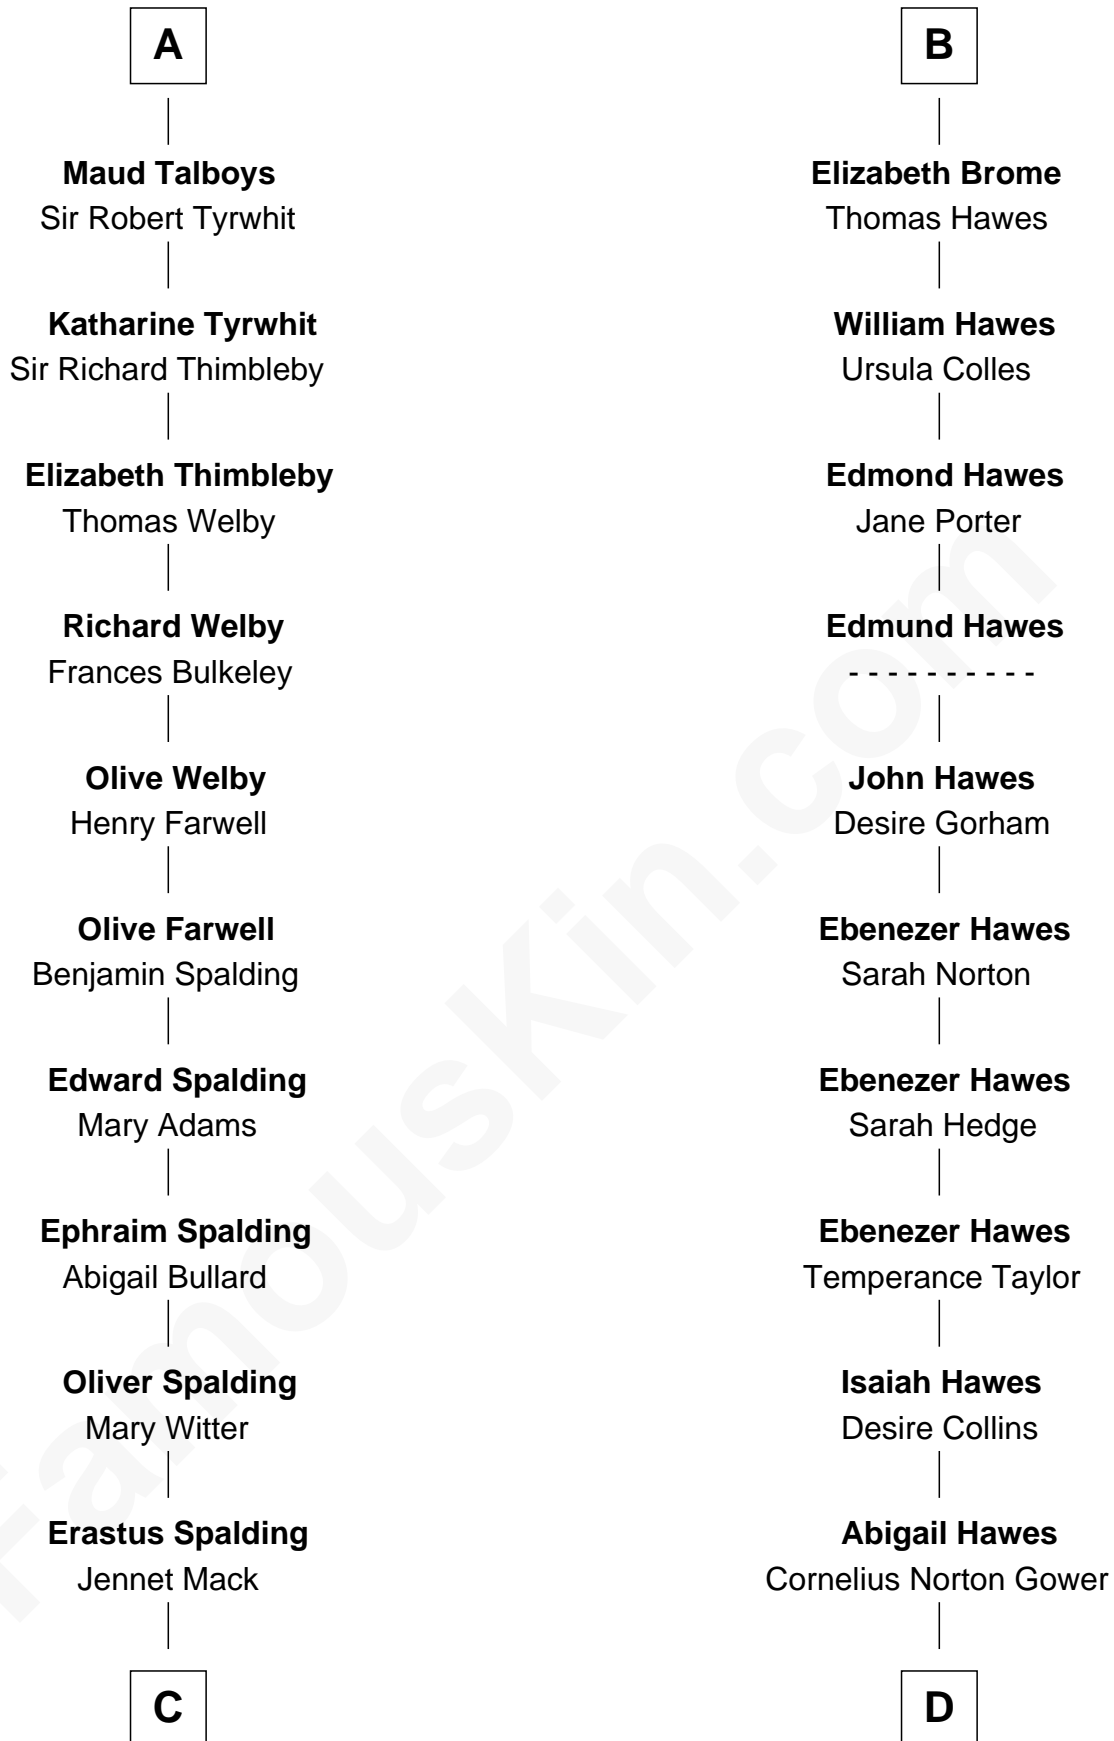 A
Maud Talboys
Sir Robert Tyrwhit
Katharine Tyrwhit
Sir Richard Thimbleby
Elizabeth Thimbleby
Thomas Welby
Richard Welby
Frances Bulkeley
Olive Welby
Henry Farwell
Olive Farwell
Benjamin Spalding
Edward Spalding
Mary Adams
Ephraim Spalding
Abigail Bullard
Oliver Spalding
Mary Witter
Erastus Spalding
Jennet Mack
C
B
Elizabeth Brome
Thomas Hawes
William Hawes
Ursula Colles
Edmond Hawes
Jane Porter
Edmund Hawes
- - - - - - - - - -
John Hawes
Desire Gorham
Ebenezer Hawes
Sarah Norton
Ebenezer Hawes
Sarah Hedge
Ebenezer Hawes
Temperance Taylor
Isaiah Hawes
Desire Collins
Abigail Hawes
Cornelius Norton Gower
D
FamousKin.com